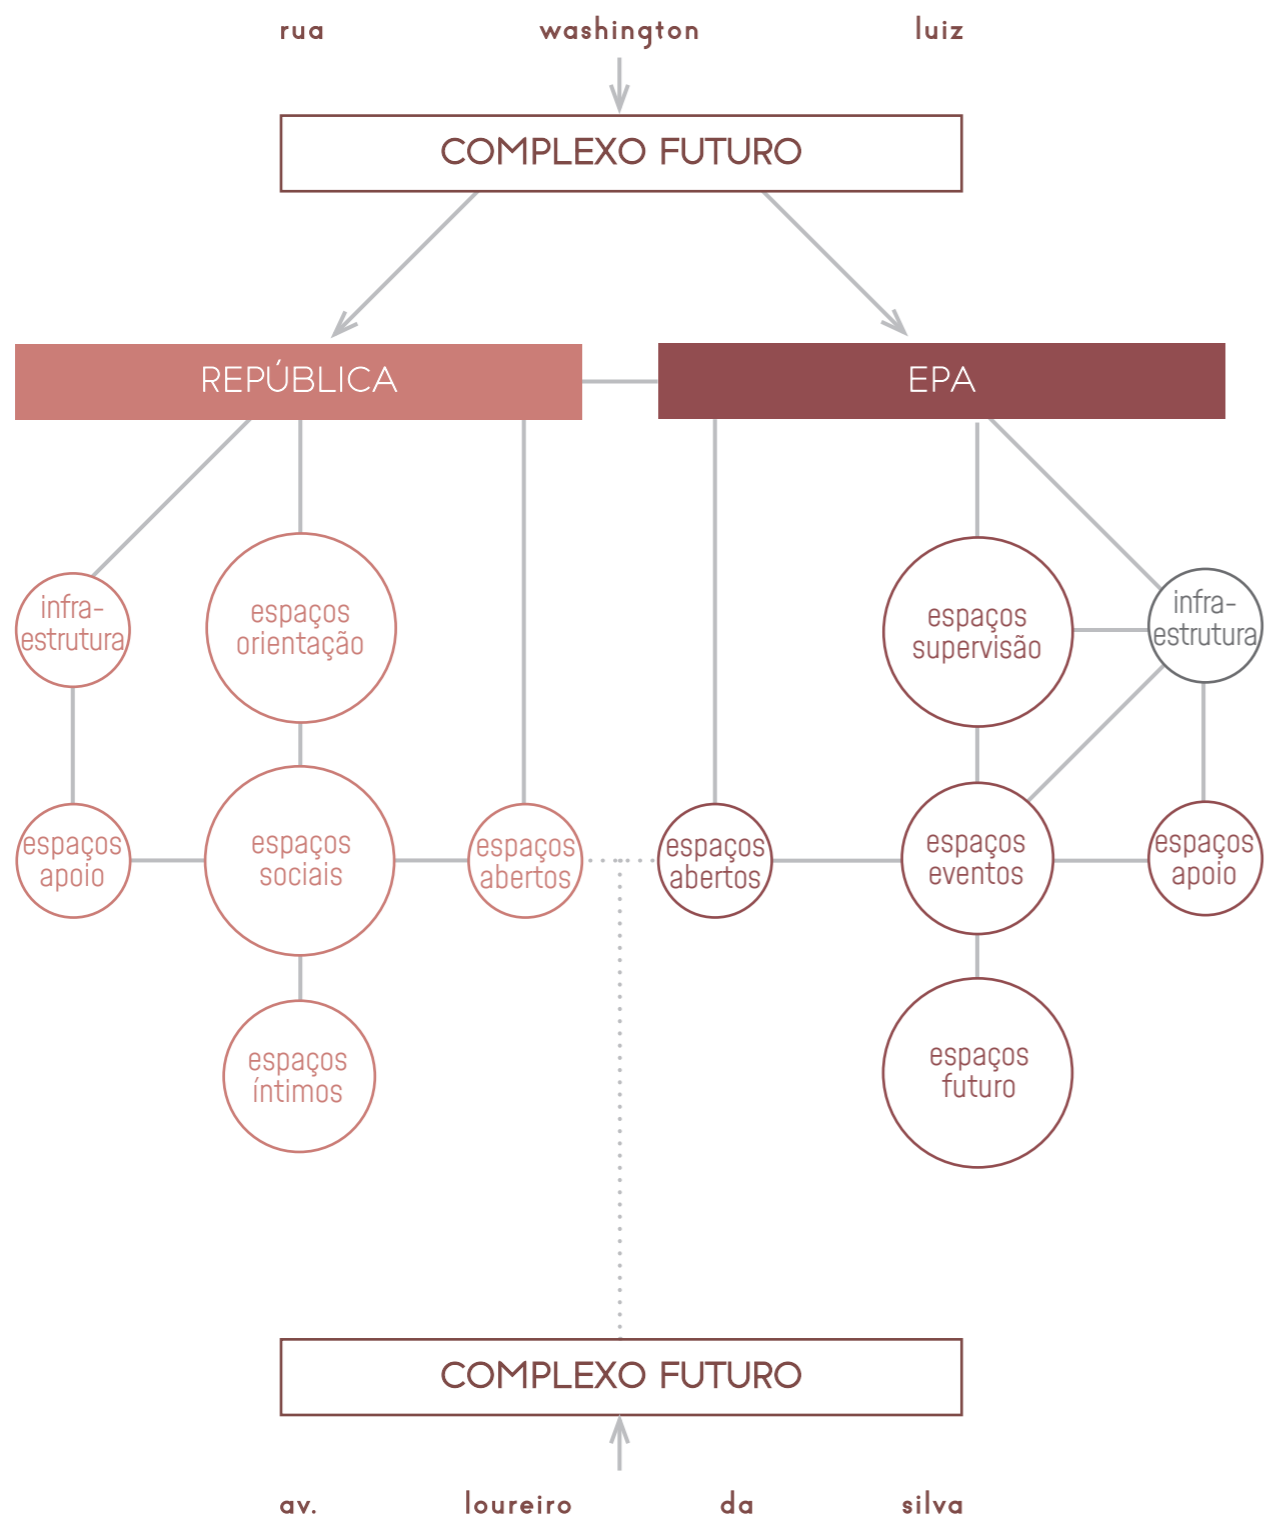 rua washington luiz
COMPLEXO FUTURO
REPÚBLICA
EPA
infra-
estrutura
espaços
orientação
espaços
supervisão
infra-
estrutura
espaços
apoio
espaços
sociais
espaços
abertos
espaços
abertos
espaços
eventos
espaços
apoio
espaços
íntimos
espaços
futuro
COMPLEXO FUTURO
av. loureiro da silva